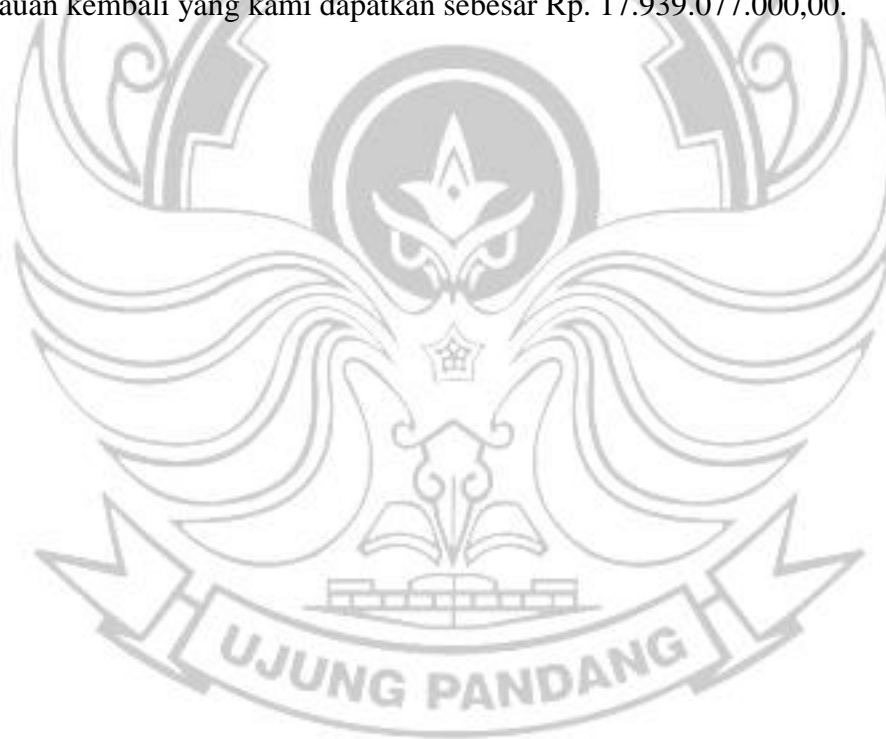 auan kembali yang kami dapatkan sebesar Rp. 17.939.077.000,00.
UJUNG PANDANG